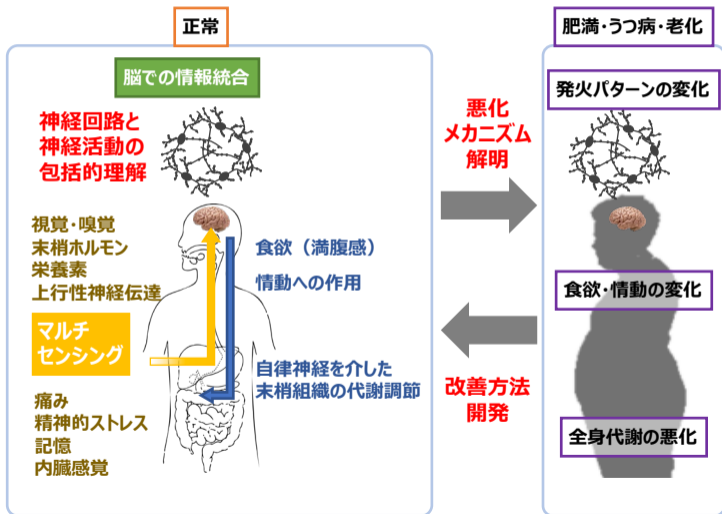 正常
脳での情報統合
神経回路と
神経活動の
包括的理解
視覚・嗅覚
末梢ホルモン
栄養素
上行性神経伝達
マルチ
センシング
痛み
精神的ストレス
記憶
内臓感覚
食欲（満腹感）
情動への作用
自律神経を介した
末梢組織の代謝調節
悪化
メカニズム
解明
改善方法
開発
肥満・うつ病・老化
発火パターンの変化
食欲・情動の変化
全身代謝の悪化